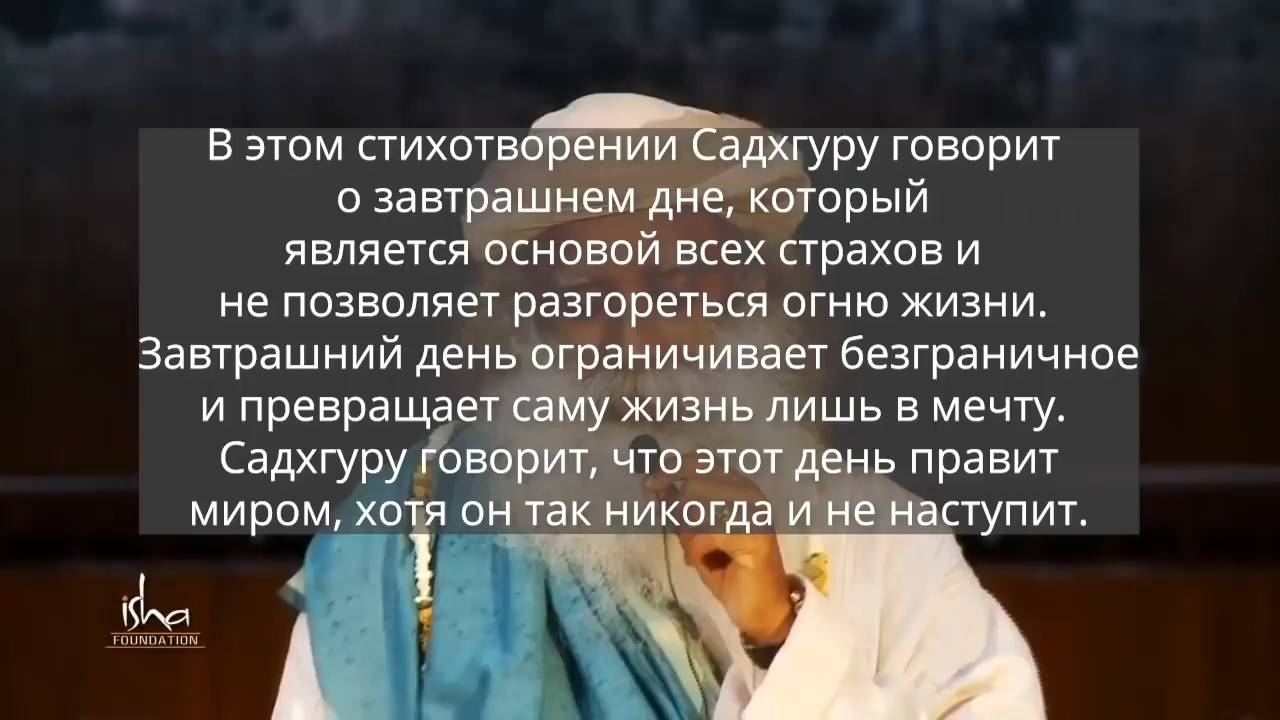 В этом стихотворении Садхгуру говорит
о завтрашнем дне, который
является основой всех страхов и
не позволяет разгореться огню жизни.
Завтрашний день ограничивает безграничное
и превращает саму жизнь лишь в мечту.
Садхгуру говорит, что этот день правит
миром, хотя он так никогда и не наступит.
isha
FOUNDATION